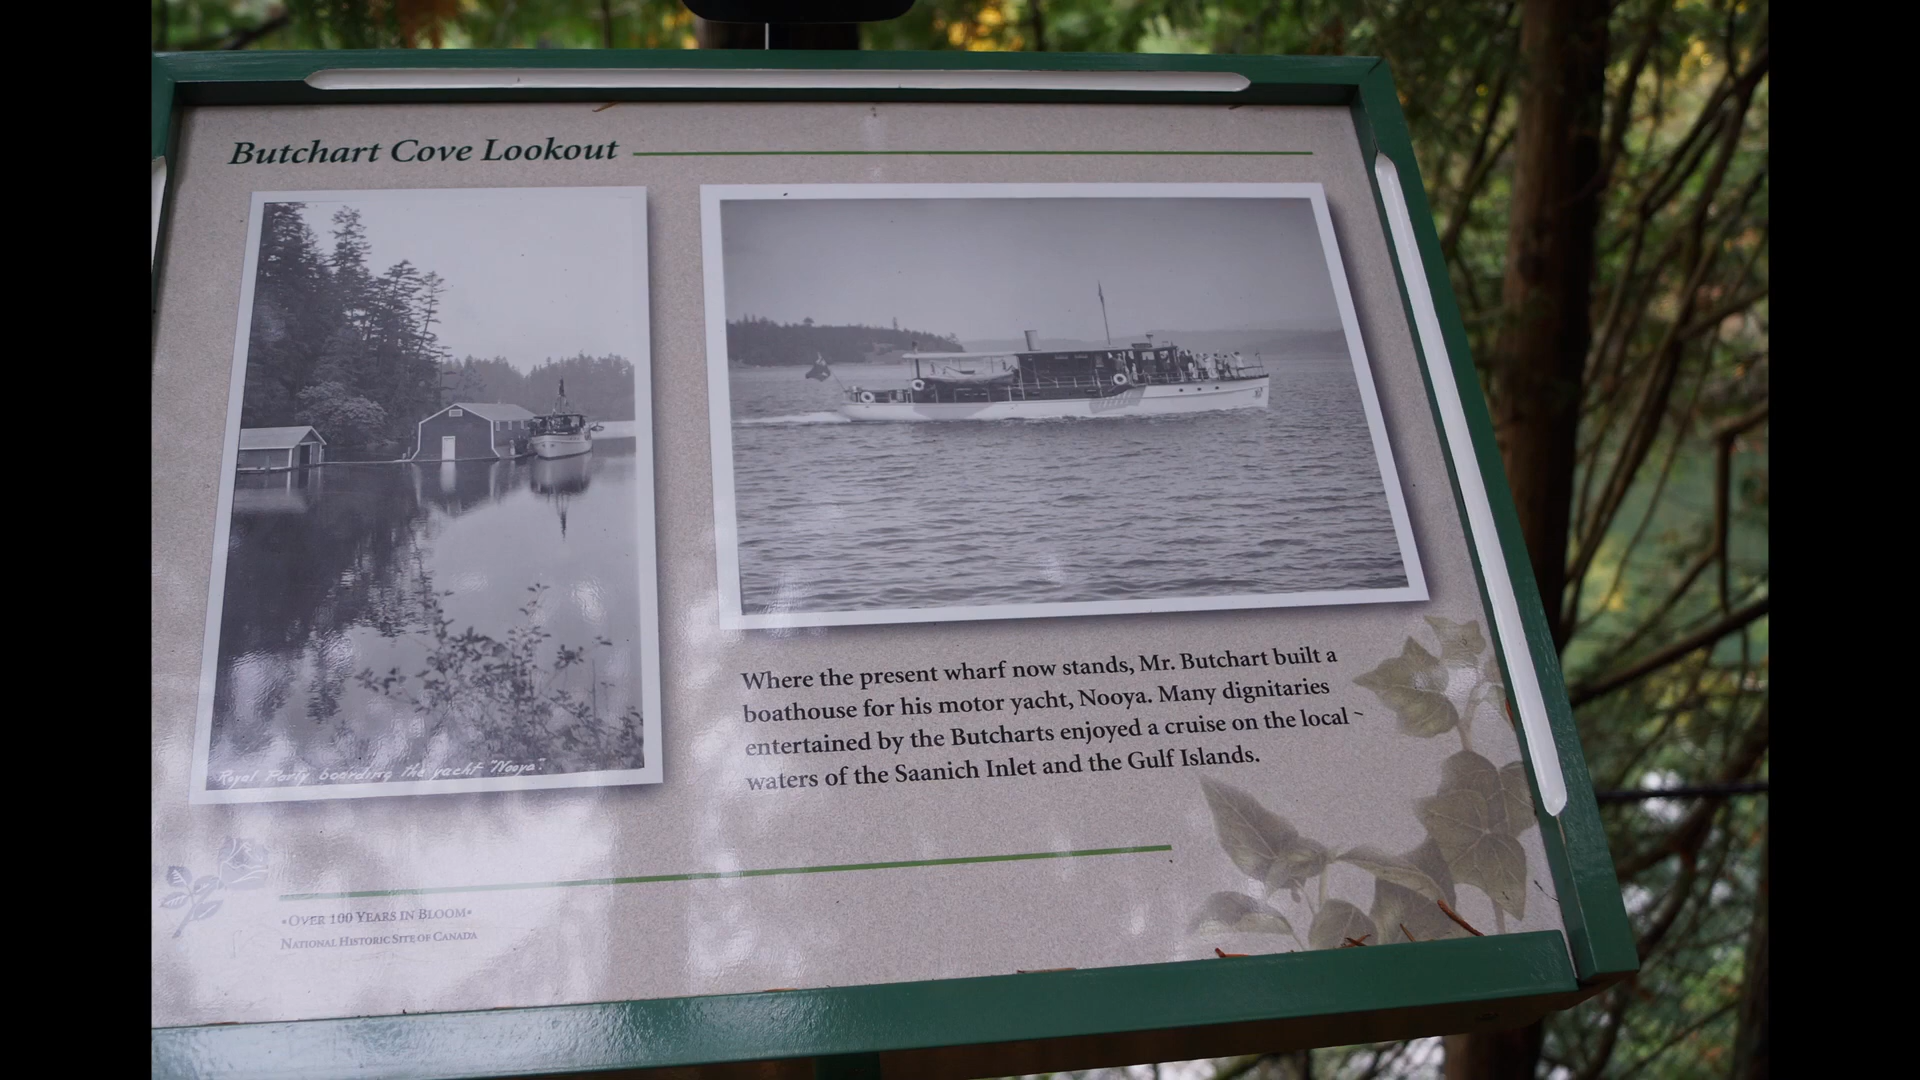 Butchart Cove Lookout
Royal Party boarding the yacht "Nooya".
Where the present wharf now stands, Mr. Butchart built a
boathouse for his motor yacht, Nooya. Many dignitaries
entertained by the Butcharts enjoyed a cruise on the local
waters of the Saanich Inlet and the Gulf Islands.
•OVER 100 YEARS IN BLOOM•
NATIONAL HISTORIC SITE OF CANADA